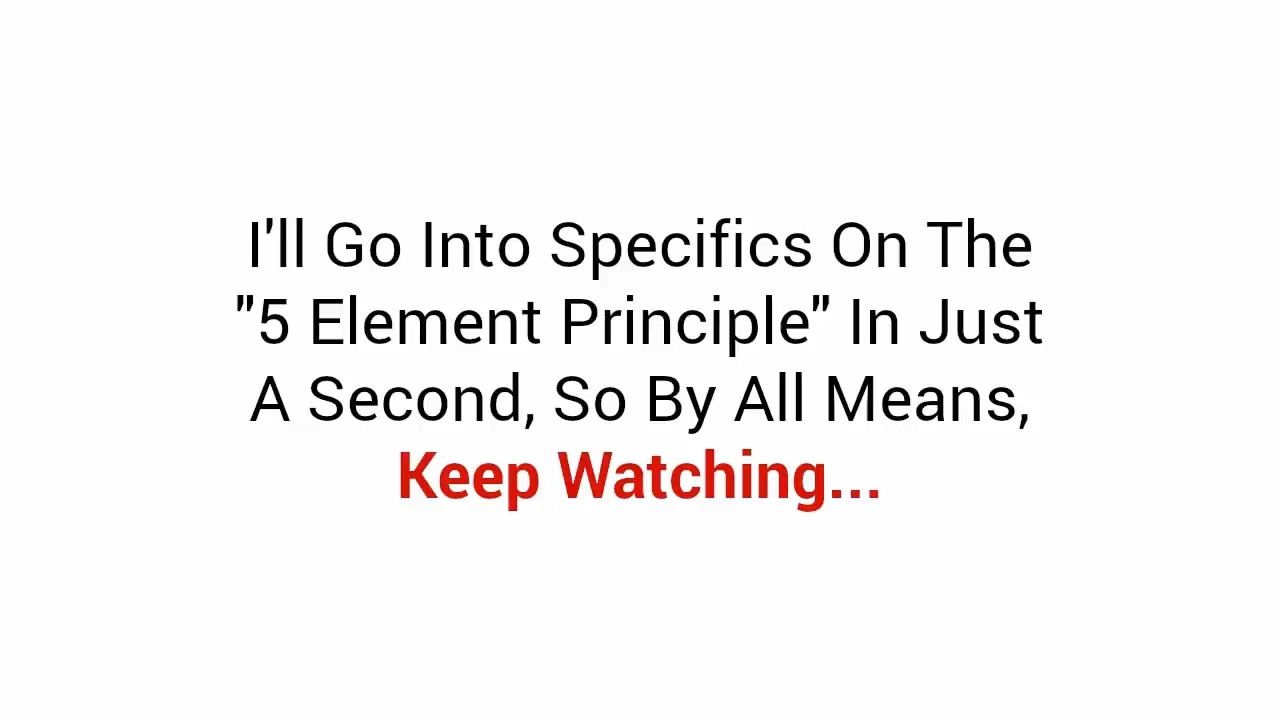 I'll Go Into Specifics On The
"5 Element Principle" In Just
A Second, So By All Means,
Keep Watching...